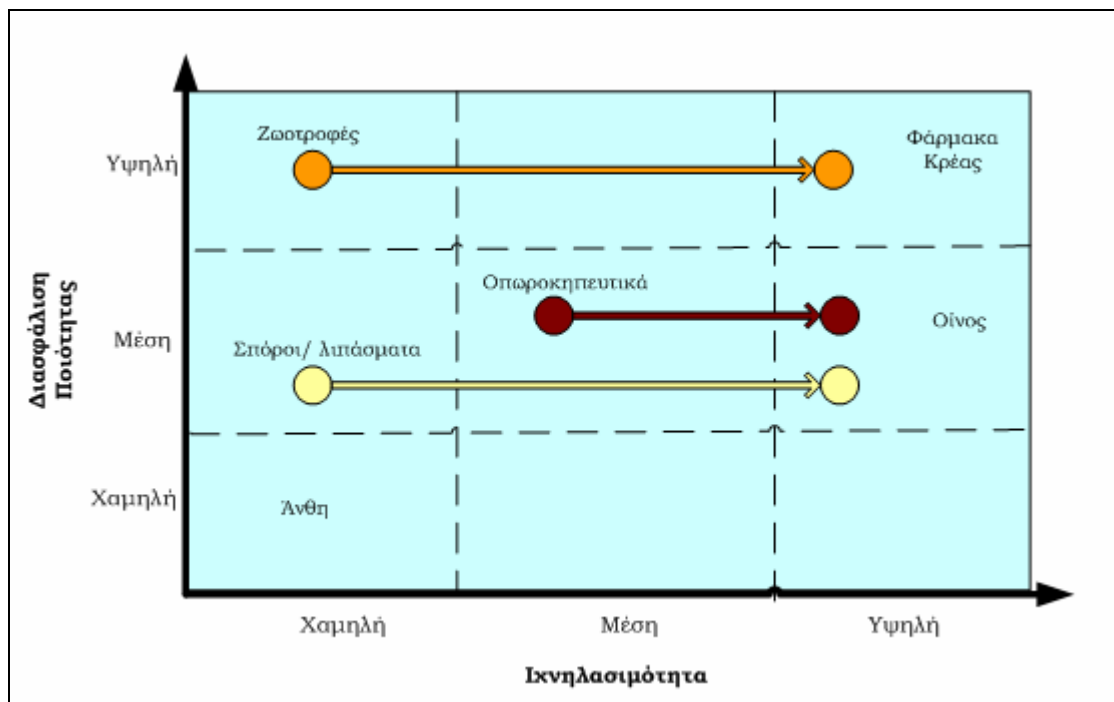 Ζωοτροφές
Φάρμακα
Κρέας
Υψηλή
Οπωροκηπευτικά
Οίνος
Μέση
Σπόροι/ λιπάσματα
Διασφάλιση
Ποιότητας
Χαμηλή
Άνθη
Χαμηλή
Μέση
Υψηλή
Ιχνηλασιμότητα